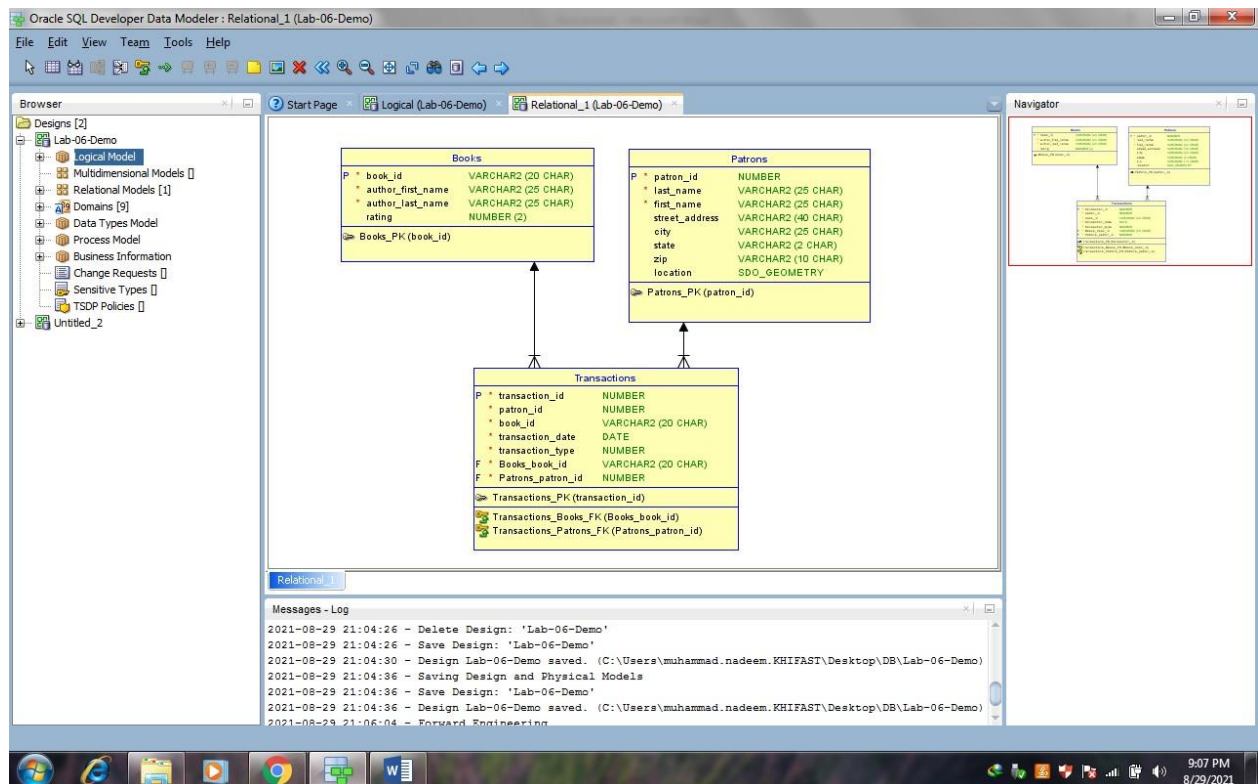 Oracle SQL Developer Data Modeler : Relational_1 (Lab-06-Demo)
File Edit View Team Tools Help
Browser
Designs [2]
Lab-06-Demo
Logical Model
Multidimensional Models []
Relational Models [1]
Domains [9]
Data Types Model
Process Model
Business Information
Change Requests []
Sensitive Types []
TSDP Policies []
Untitled_2
Start Page Logical (Lab-06-Demo) Relational_1 (Lab-06-Demo)
Books
P * book_id VARCHAR2 (20 CHAR)
* author_first_name VARCHAR2 (25 CHAR)
* author_last_name VARCHAR2 (25 CHAR)
rating NUMBER (2)
Books_PK (book_id)
Patrons
P * patron_id NUMBER
* last_name VARCHAR2 (25 CHAR)
* first_name VARCHAR2 (25 CHAR)
street_address VARCHAR2 (40 CHAR)
city VARCHAR2 (25 CHAR)
state VARCHAR2 (2 CHAR)
zip VARCHAR2 (10 CHAR)
location SDO_GEOMETRY
Patrons_PK (patron_id)
Transactions
P * transaction_id NUMBER
* patron_id NUMBER
* book_id VARCHAR2 (20 CHAR)
* transaction_date DATE
* transaction_type NUMBER
F * Books_book_id VARCHAR2 (20 CHAR)
F * Patrons_patron_id NUMBER
Transactions_PK (transaction_id)
Transactions_Books_FK (Books_book_id)
Transactions_Patrons_FK (Patrons_patron_id)
Relational_1
Messages - Log
2021-08-29 21:04:26 - Delete Design: 'Lab-06-Demo'
2021-08-29 21:04:26 - Save Design: 'Lab-06-Demo'
2021-08-29 21:04:30 - Design Lab-06-Demo saved. (C:\Users\muhammad.nadeem.KHIFAST\Desktop\DB\Lab-06-Demo)
2021-08-29 21:04:36 - Saving Design and Physical Models
2021-08-29 21:04:36 - Save Design: 'Lab-06-Demo'
2021-08-29 21:04:36 - Design Lab-06-Demo saved. (C:\Users\muhammad.nadeem.KHIFAST\Desktop\DB\Lab-06-Demo)
2021-08-29 21:06:04 - Forward Engineering
Navigator
9:07 PM
8/29/2021